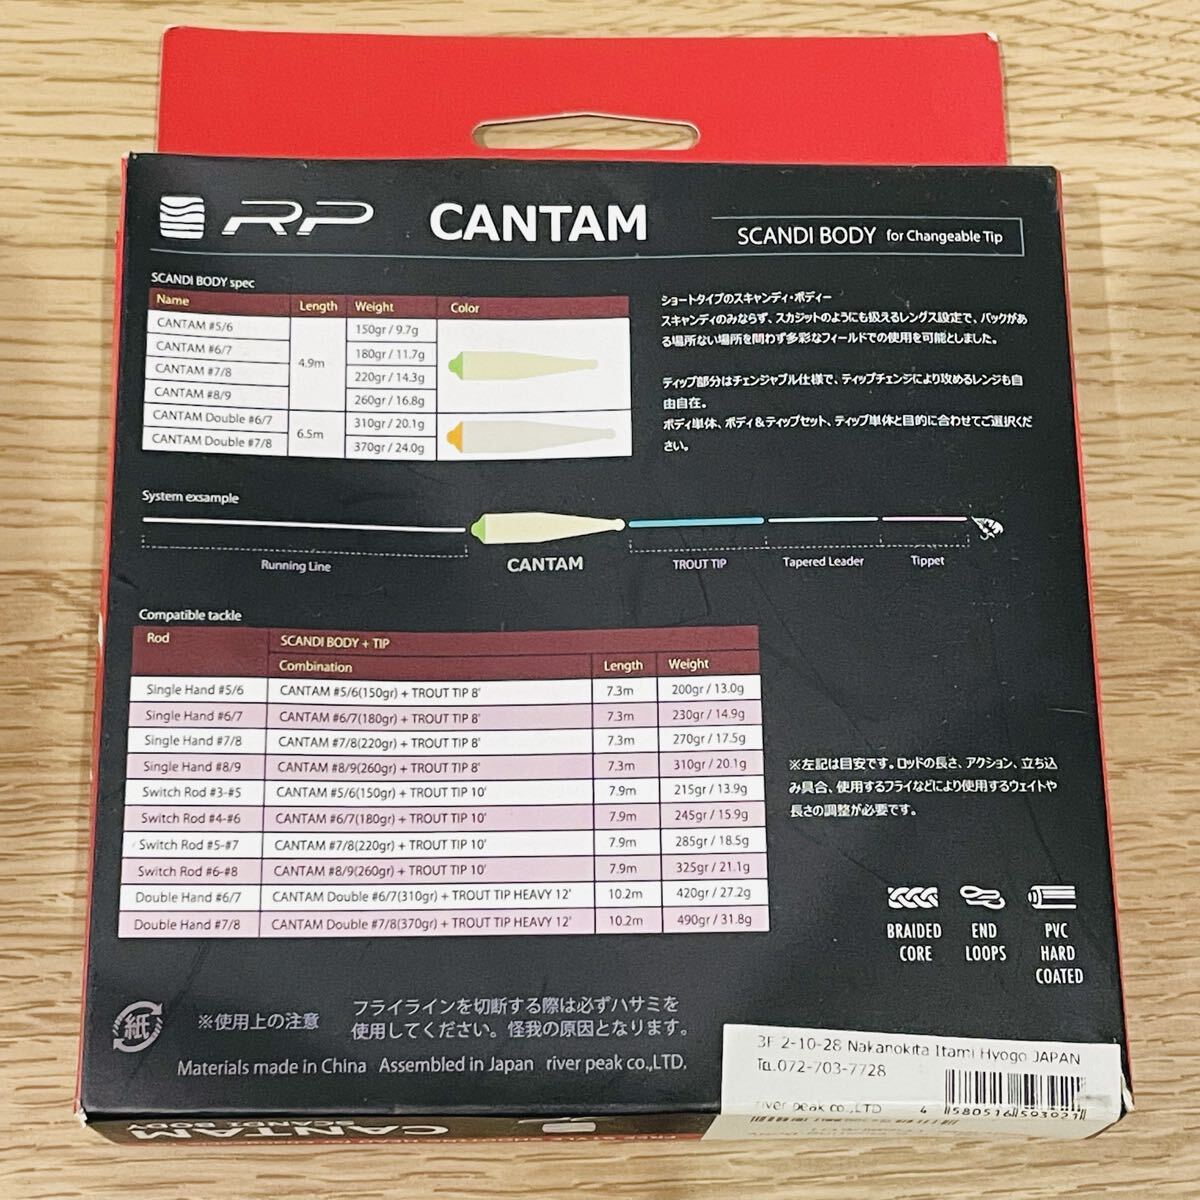 RP CANTAM SCANDI BODY for Changeable Tip
SCANDI BODY spec
Name Length Weight Color
CANTAM #5/6 150gr / 9.7g
CANTAM #6/7 180gr / 11.7g
4.9m
CANTAM #7/8 220gr / 14.3g
CANTAM #8/9 260gr / 16.8g
CANTAM Double #6/7 310gr / 20.1g
6.5m
CANTAM Double #7/8 370gr / 24.0g
ショートタイプのスキャンディ・ボディー
スキャンディのみならず、スカジットのようにも扱えるレングス設定で、バックがあ
る場所ない場所を問わず多彩なフィールドでの使用を可能としました。
ティップ部分はチェンジャブル仕様で、ティップチェンジにより攻めるレンジも自
由自在。
ボディ単体、ボディ&ティップセット、ティップ単体と目的に合わせてご選択くだ
さい。
System exsample
Running Line CANTAM TROUT TIP Tapered Leader Tippet
Compatible tackle
Rod SCANDI BODY + TIP
Combination Length Weight
Single Hand #5/6 CANTAM #5/6(150gr) + TROUT TIP 8' 7.3m 200gr / 13.0g
Single Hand #6/7 CANTAM #6/7(180gr) + TROUT TIP 8' 7.3m 230gr / 14.9g
Single Hand #7/8 CANTAM #7/8(220gr) + TROUT TIP 8' 7.3m 270gr / 17.5g
Single Hand #8/9 CANTAM #8/9(260gr) + TROUT TIP 8' 7.3m 310gr / 20.1g
Switch Rod #3-#5 CANTAM #5/6(150gr) + TROUT TIP 10' 7.9m 215gr / 13.9g
Switch Rod #4-#6 CANTAM #6/7(180gr) + TROUT TIP 10' 7.9m 245gr / 15.9g
Switch Rod #5-#7 CANTAM #7/8(220gr) + TROUT TIP 10' 7.9m 285gr / 18.5g
Switch Rod #6-#8 CANTAM #8/9(260gr) + TROUT TIP 10' 7.9m 325gr / 21.1g
Double Hand #6/7 CANTAM Double #6/7(310gr) + TROUT TIP HEAVY 12' 10.2m 420gr / 27.2g
Double Hand #7/8 CANTAM Double #7/8(370gr) + TROUT TIP HEAVY 12' 10.2m 490gr / 31.8g
※左記は目安です。ロッドの長さ、アクション、立ち込
み具合、使用するフライなどにより使用するウェイトや
長さの調整が必要です。
BRAIDED CORE
END LOOPS
PVC HARD COATED
紙
※使用上の注意
フライラインを切断する際は必ずハサミを
使用してください。怪我の原因となります。
Materials made in China Assembled in Japan river peak co.,LTD.
3F 2-10-28 Nakanokita Itami Hyogo JAPAN
TEL.072-703-7728
river peak co.,LTD
4 580516 593921
CANTAM
SCANDI BODY